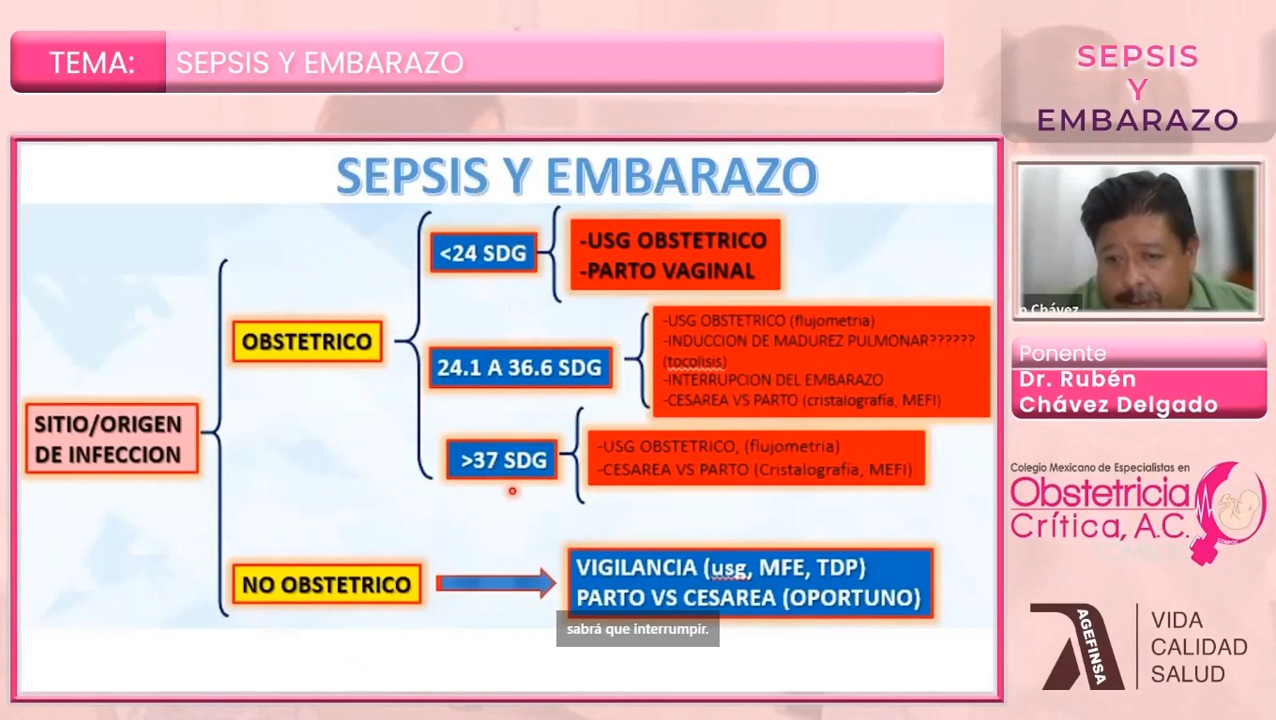 TEMA: SEPSIS Y EMBARAZO
SEPSIS
Y
EMBARAZO
SEPSIS Y EMBARAZO
SITIO/ORIGEN
DE INFECCION
OBSTETRICO
<24 SDG
-USG OBSTETRICO
-PARTO VAGINAL
24.1 A 36.6 SDG
-USG OBSTETRICO (flujometria)
-INDUCCION DE MADUREZ PULMONAR??????
(tocolisis)
-INTERRUPCION DEL EMBARAZO
-CESAREA VS PARTO (cristalografía, MEFI)
>37 SDG
-USG OBSTETRICO, (flujometria)
-CESAREA VS PARTO (Cristalografía, MEFI)
NO OBSTETRICO
VIGILANCIA (usg, MFE, TDP)
PARTO VS CESAREA (OPORTUNO)
sabrá que interrumpir.
Chávez
Ponente
Dr. Rubén
Chávez Delgado
Colegio Mexicano de Especialistas en
Obstetricia
Crítica, A.C.
AGEFINSA
VIDA
CALIDAD
SALUD